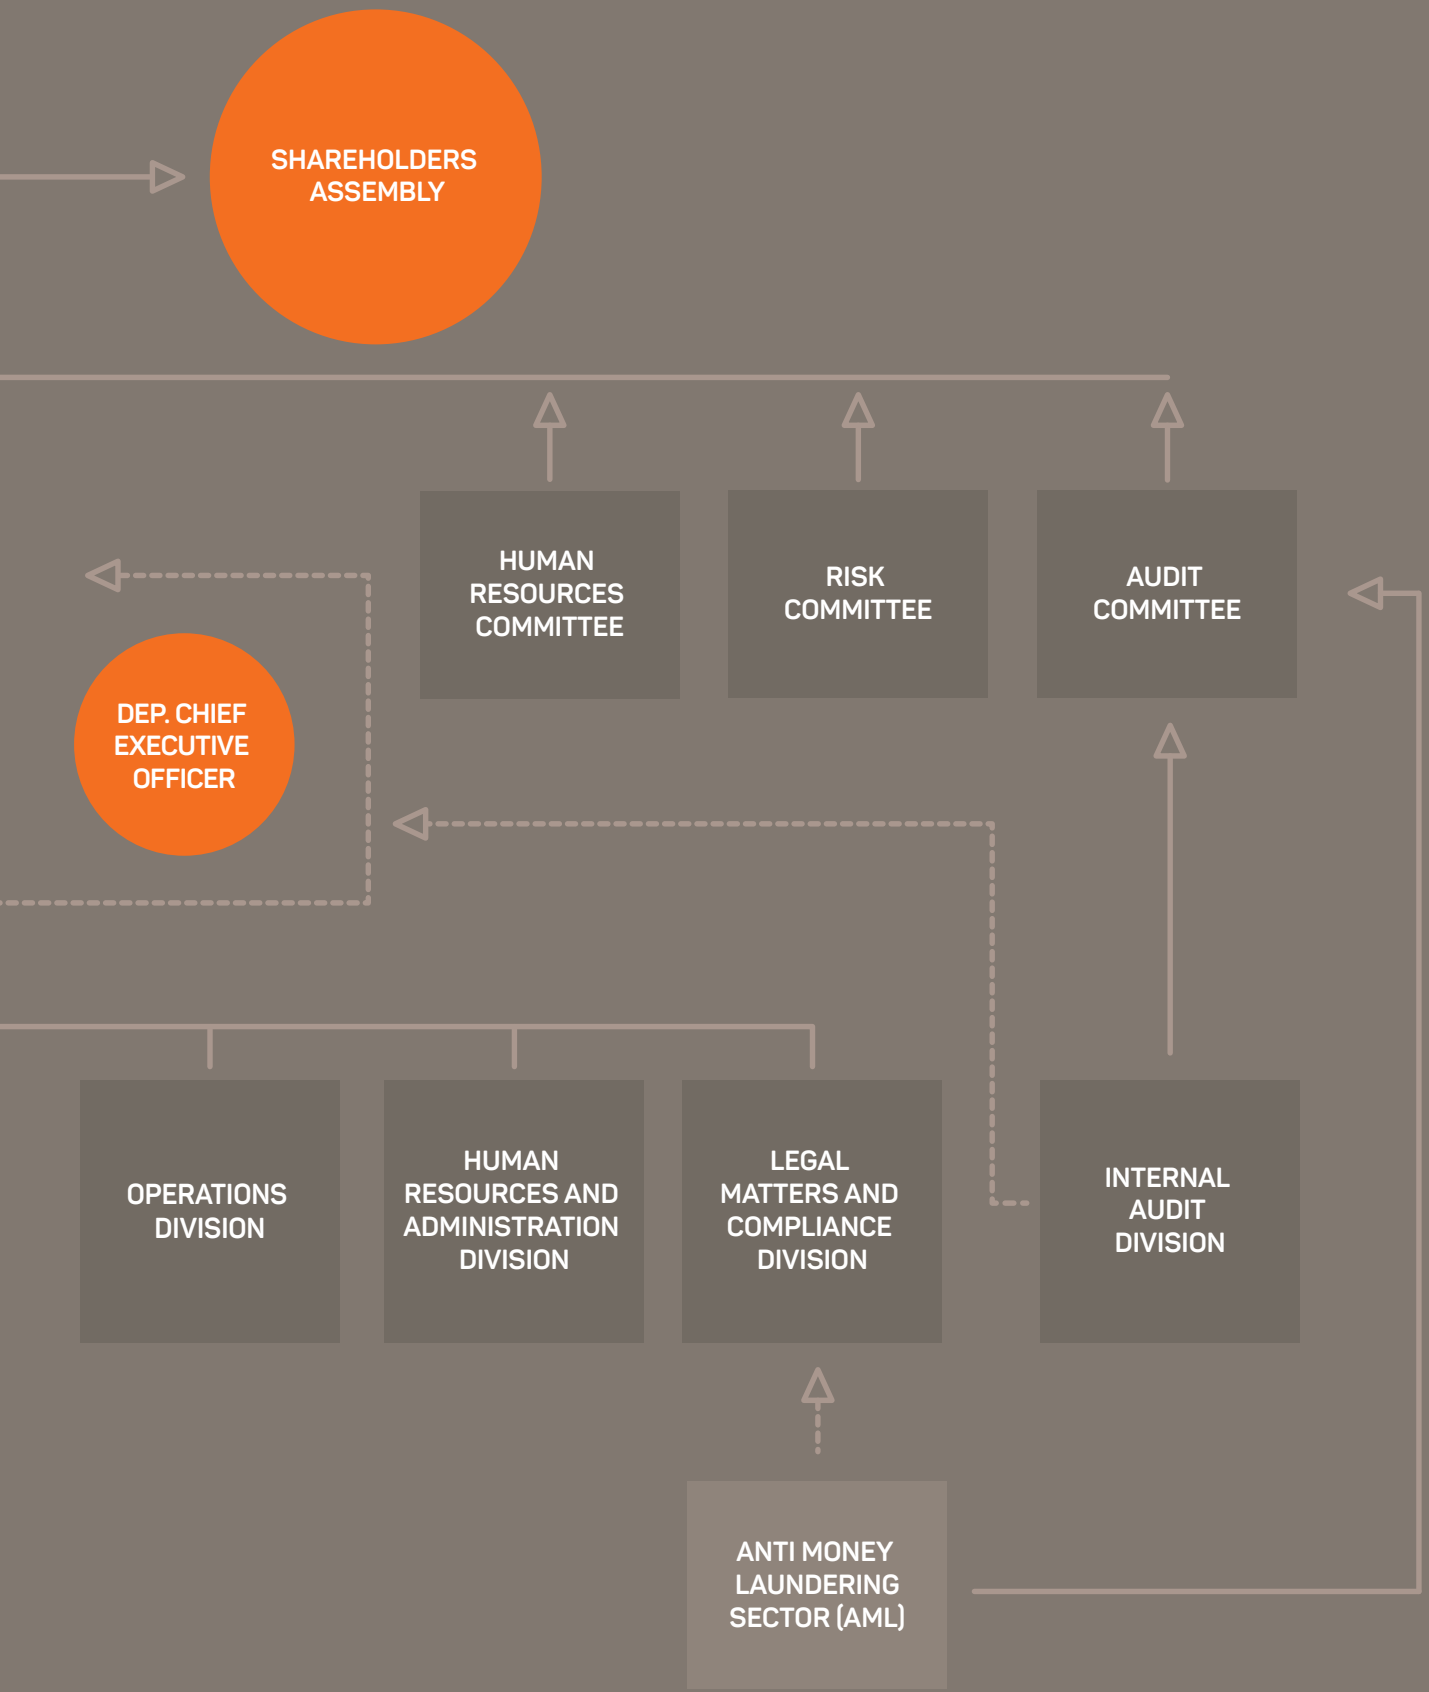 SHAREHOLDERS
ASSEMBLY
HUMAN
RESOURCES
COMMITTEE
RISK
COMMITTEE
AUDIT
COMMITTEE
DEP. CHIEF
EXECUTIVE
OFFICER
OPERATIONS
DIVISION
HUMAN
RESOURCES AND
ADMINISTRATION
DIVISION
LEGAL
MATTERS AND
COMPLIANCE
DIVISION
INTERNAL
AUDIT
DIVISION
ANTI MONEY
LAUNDERING
SECTOR (AML)